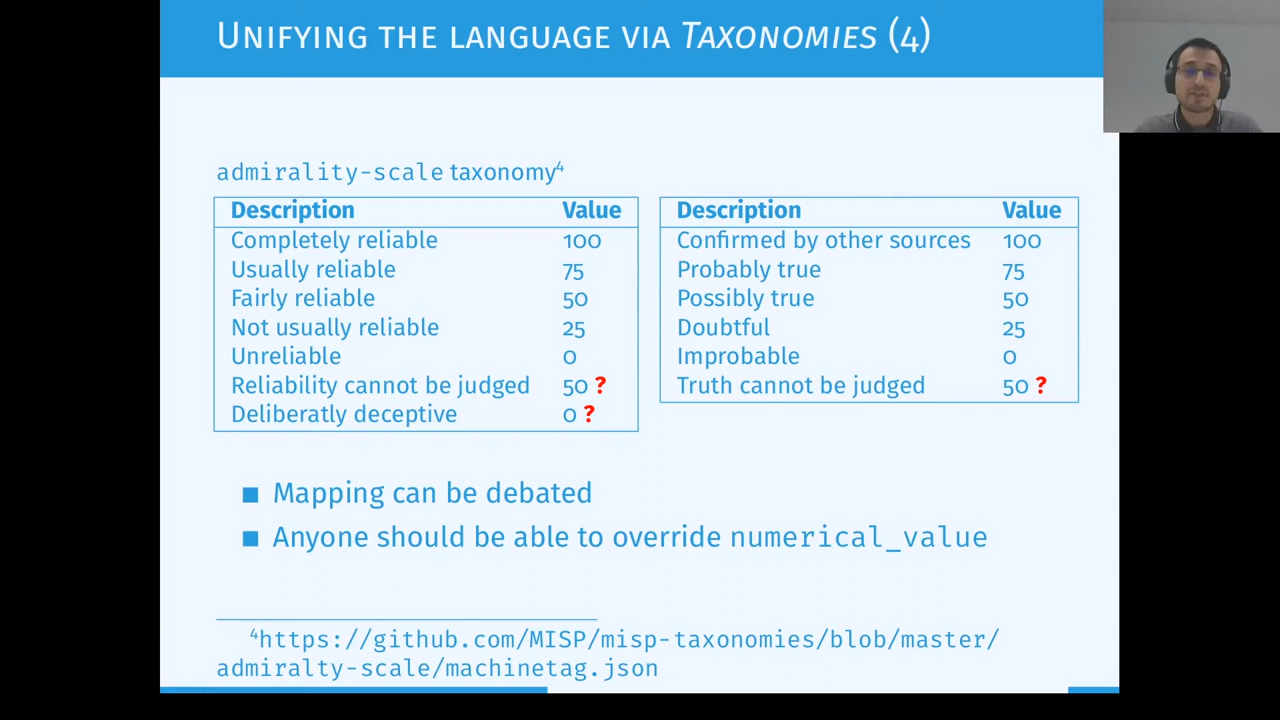 UNIFYING THE LANGUAGE VIA TAXONOMIES (4)
admirality-scale taxonomy⁴
Description Value
Completely reliable 100
Usually reliable 75
Fairly reliable 50
Not usually reliable 25
Unreliable 0
Reliability cannot be judged 50 ?
Deliberatly deceptive 0 ?
Description Value
Confirmed by other sources 100
Probably true 75
Possibly true 50
Doubtful 25
Improbable 0
Truth cannot be judged 50 ?
■ Mapping can be debated
■ Anyone should be able to override numerical_value
⁴https://github.com/MISP/misp-taxonomies/blob/master/
admiralty-scale/machinetag.json